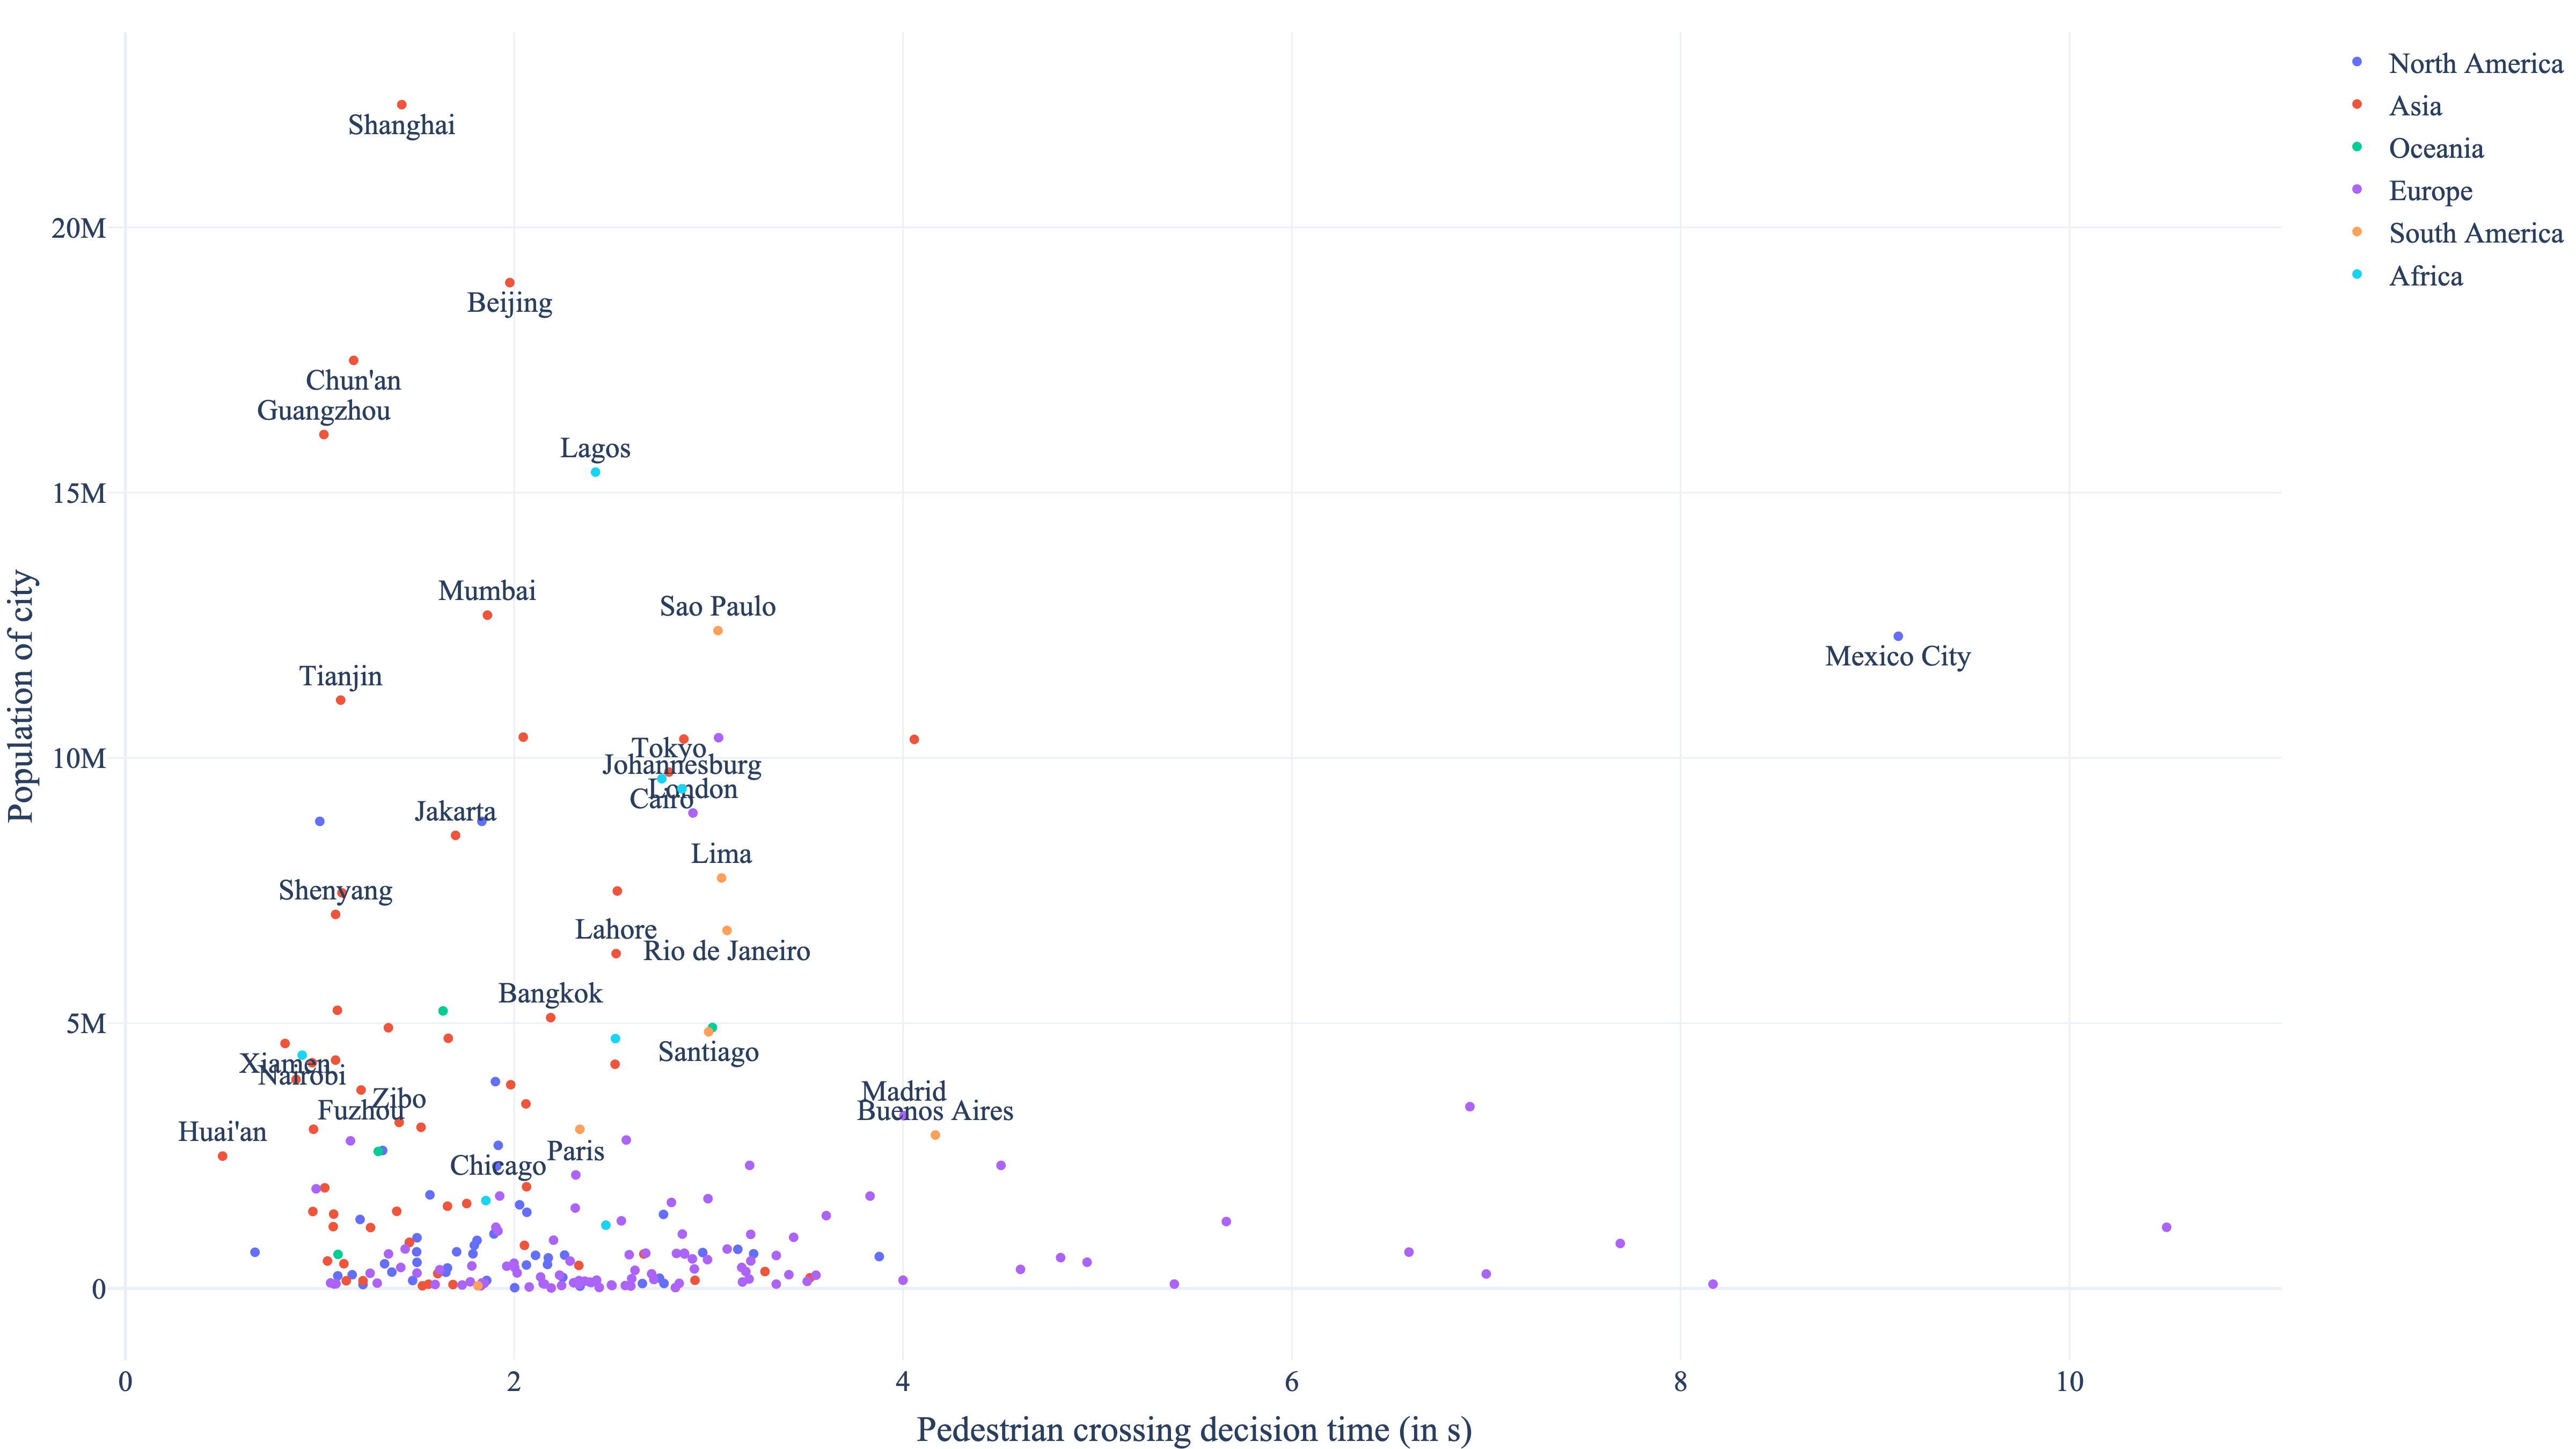 North America
Asia
Oceania
Europe
South America
Africa
Shanghai
20M
Beijing
Chun'an
Guangzhou
Lagos
15M
Mumbai
Sao Paulo
Mexico City
Tianjin
Tokyo
10M
Johannesburg
London
Cairo
Jakarta
Lima
Shenyang
Lahore
Rio de Janeiro
Bangkok
5M
Santiago
Xiamen
Nairobi
Madrid
Zibo
Fuzhou
Buenos Aires
Huai'an
Paris
Chicago
0
0 2 4 6 8 10
Pedestrian crossing decision time (in s)
Population of city